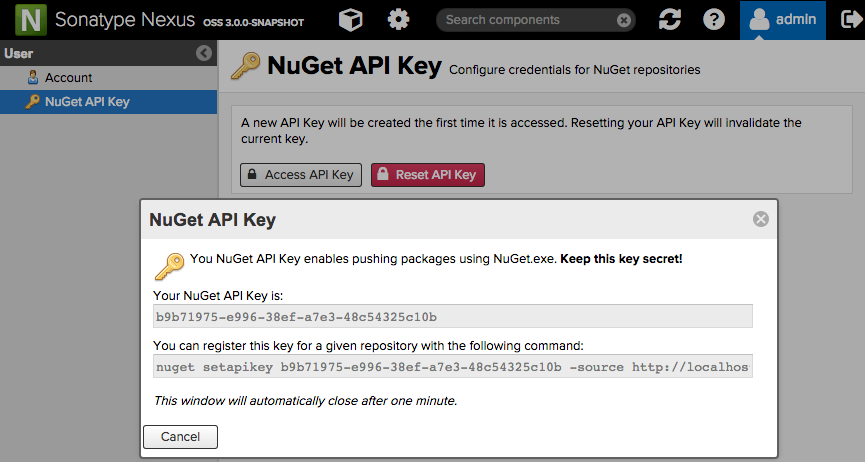 N Sonatype Nexus OSS 3.0.0-SNAPSHOT Search components ? admin
User
Account
NuGet API Key
NuGet API Key Configure credentials for NuGet repositories
A new API Key will be created the first time it is accessed. Resetting your API Key will invalidate the
current key.
Access API Key Reset API Key
NuGet API Key
You NuGet API Key enables pushing packages using NuGet.exe. Keep this key secret!
Your NuGet API Key is:
b9b71975-e996-38ef-a7e3-48c54325c10b
You can register this key for a given repository with the following command:
nuget setapikey b9b71975-e996-38ef-a7e3-48c54325c10b -source http://localhos
This window will automatically close after one minute.
Cancel